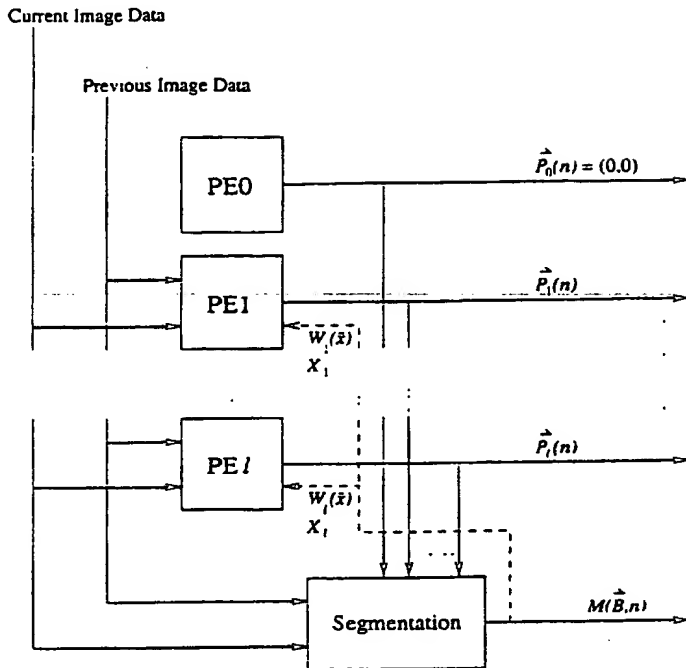 Current Image Data
Previous Image Data
PE0
P⃗₀(n) = (0.0)
PE1
P⃗₁(n)
W₁(x̄)
X₁
PE l
P⃗ₗ(n)
Wₗ(x̄)
Xₗ
Segmentation
M(B⃗,n)